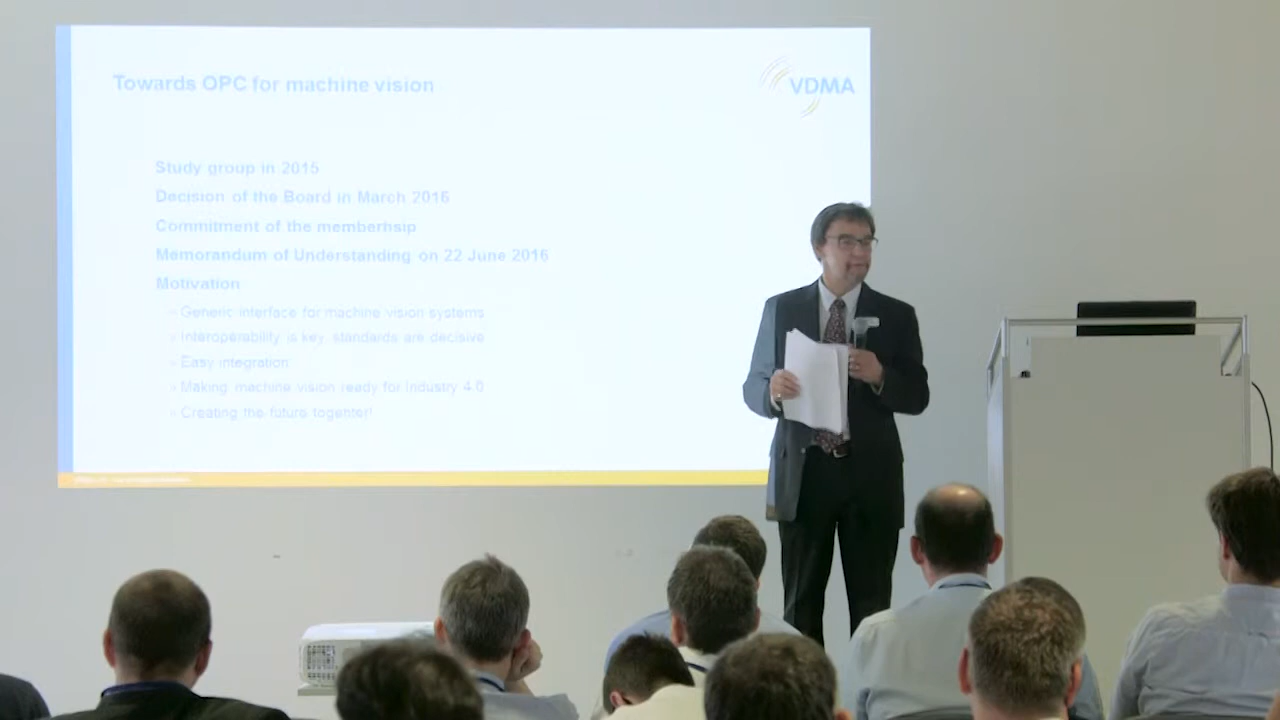 Towards OPC for machine vision
VDMA
Study group in 2015
Decision of the Board in March 2016
Commitment of the memberhsip
Memorandum of Understanding on 22 June 2016
Motivation
Generic interface for machine vision systems
Interoperability is key, standards are decisive
Easy integration
Making machine vision ready for Industry 4.0
Creating the future togehter!